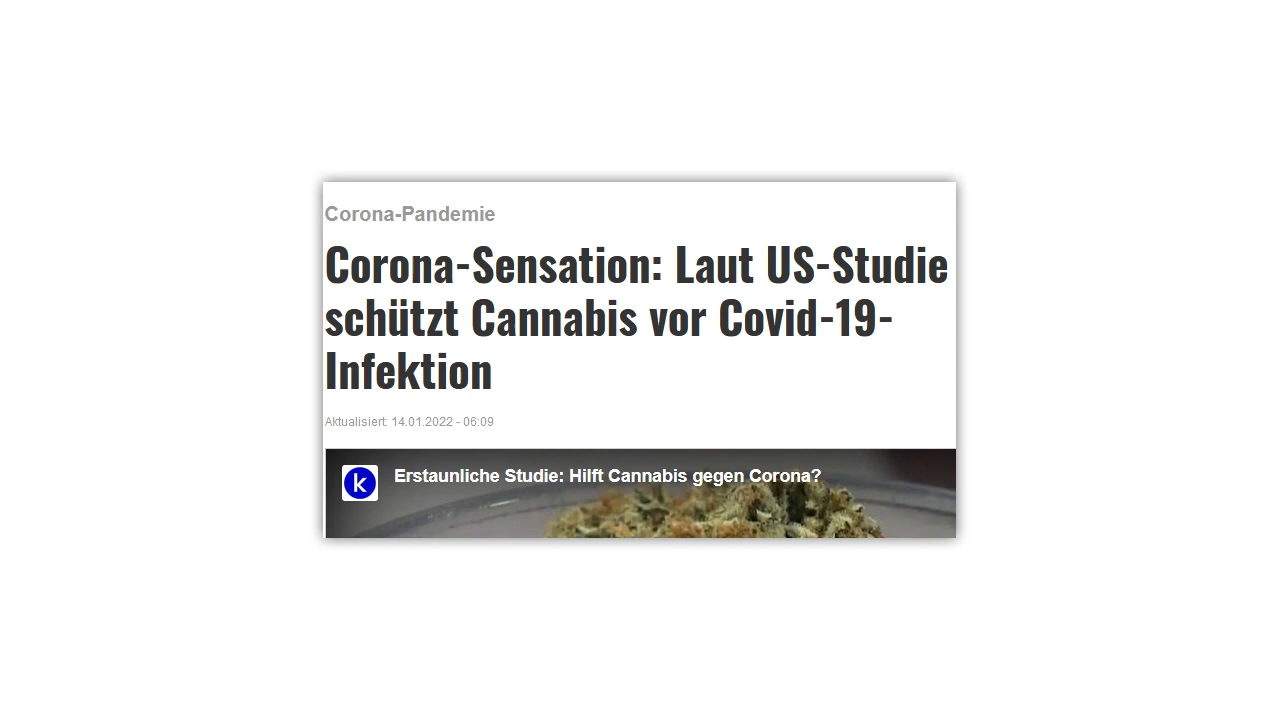 Corona-Pandemie
Corona-Sensation: Laut US-Studie
schützt Cannabis vor Covid-19-
Infektion
Aktualisiert: 14.01.2022 - 06:09
k
Erstaunliche Studie: Hilft Cannabis gegen Corona?